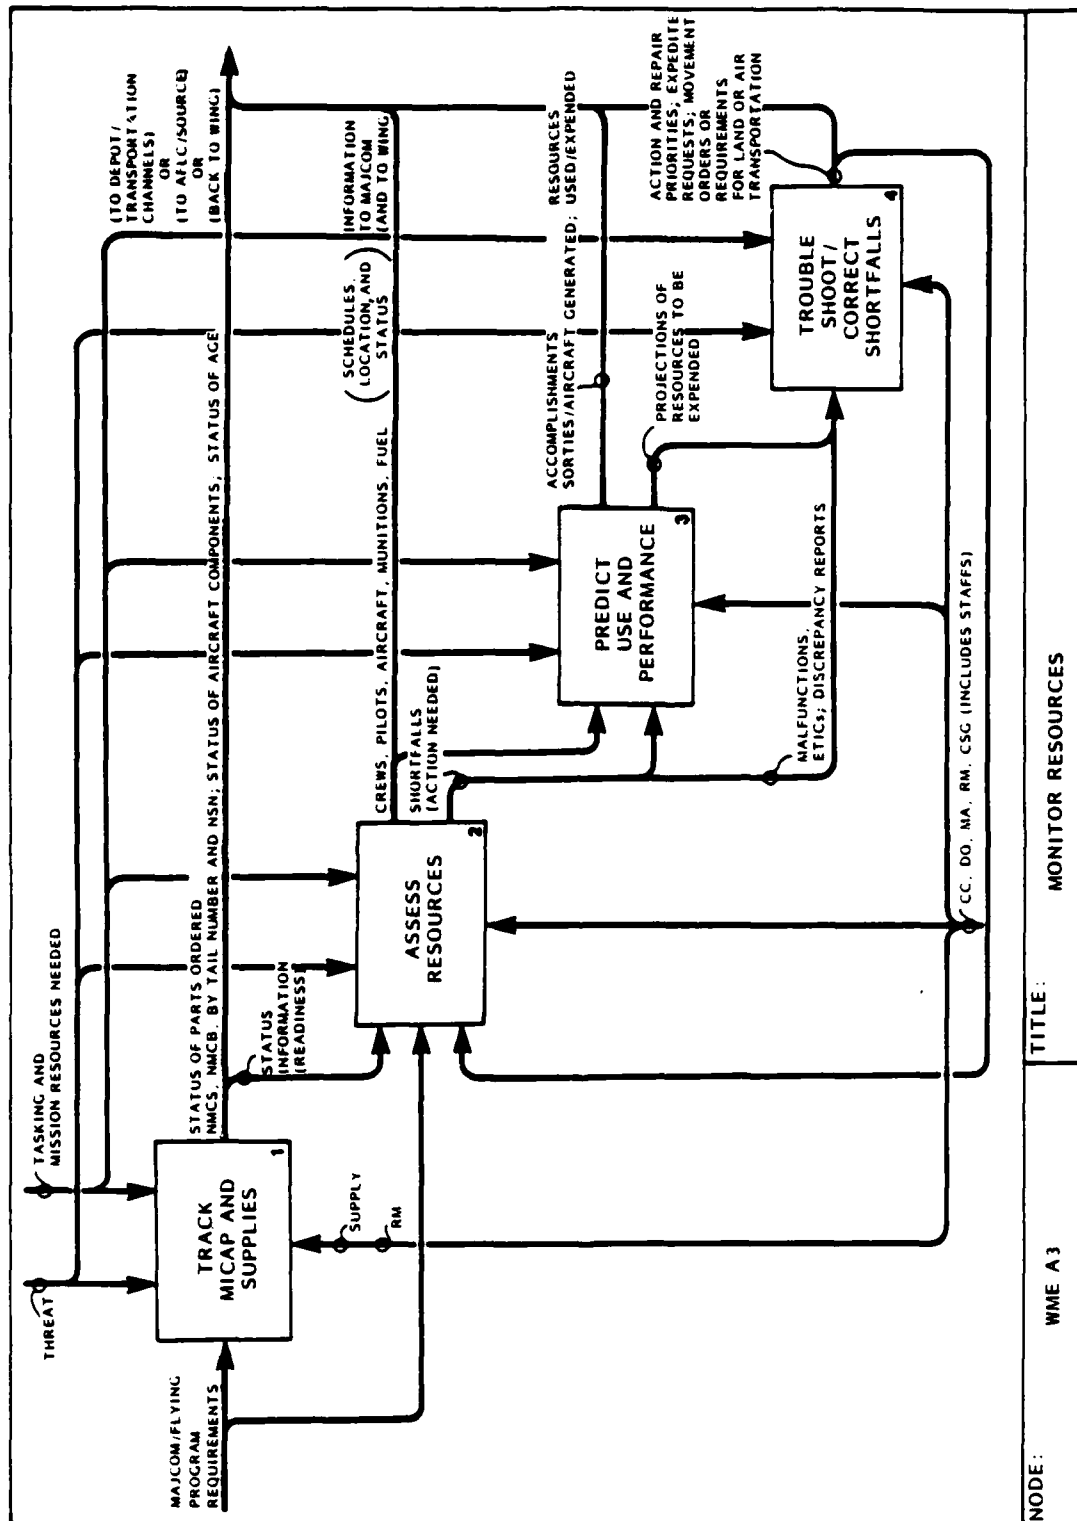 THREAT
TASKING AND
MISSION RESOURCES NEEDED
MAJCOM/FLYING
PROGRAM
REQUIREMENTS
TRACK
MICAP AND
SUPPLIES
1
SUPPLY
RM
STATUS OF PARTS ORDERED
NMCS, NMCB, BY TAIL NUMBER AND NSN; STATUS OF AIRCRAFT COMPONENTS; STATUS OF AGE
(TO DEPOT/
TRANSPORTATION
CHANNELS)
OR
(TO AFLC/SOURCE)
OR
(BACK TO WING)
STATUS
INFORMATION
(READINESS)
ASSESS
RESOURCES
2
CREWS, PILOTS, AIRCRAFT, MUNITIONS, FUEL
(SCHEDULES,
LOCATION, AND
STATUS)
INFORMATION
TO MAJCOM
(AND TO WING)
SHORTFALLS
(ACTION NEEDED)
PREDICT
USE AND
PERFORMANCE
3
ACCOMPLISHMENTS
SORTIES/AIRCRAFT GENERATED;
RESOURCES
USED/EXPENDED
PROJECTIONS OF
RESOURCES TO BE
EXPENDED
MALFUNCTIONS,
ETICs; DISCREPANCY REPORTS
TROUBLE
SHOOT/
CORRECT
SHORTFALLS
4
ACTION AND REPAIR
PRIORITIES; EXPEDITE
REQUESTS; MOVEMENT
ORDERS OR
REQUIREMENTS
FOR LAND OR AIR
TRANSPORTATION
CC, DO, MA, RM, CSG (INCLUDES STAFFS)
NODE:
WME A3
TITLE:
MONITOR RESOURCES